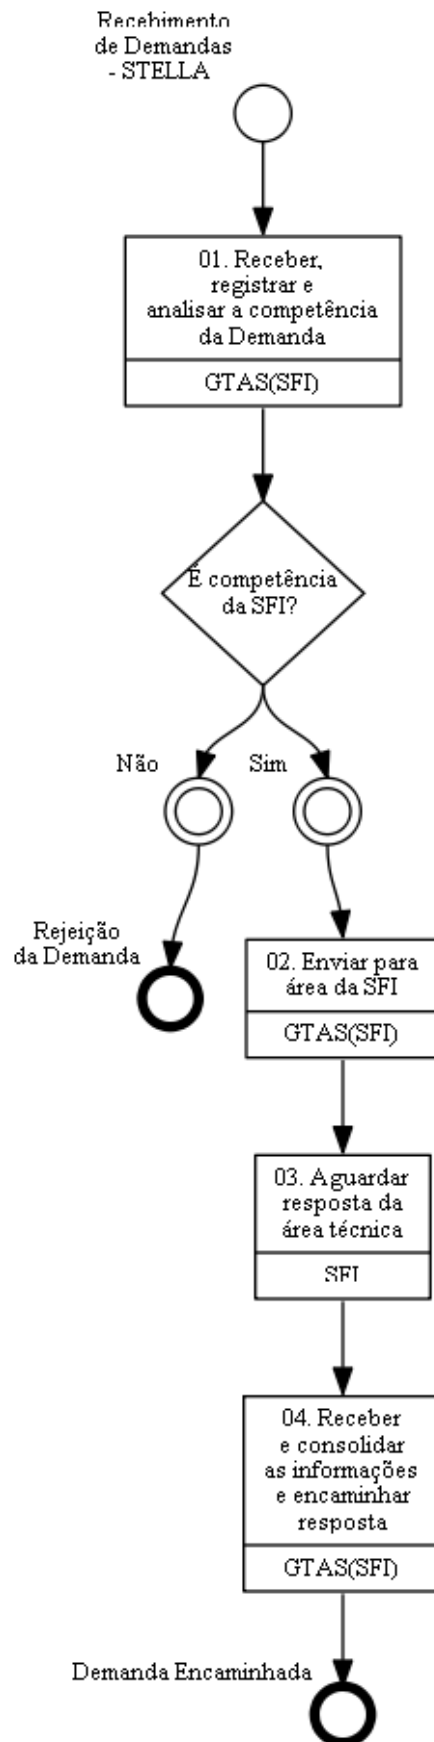 Recebimento
de Demandas
- STELLA
01. Receber,
registrar e
analisar a competência
da Demanda
GTAS(SFI)
É competência
da SFI?
Não
Sim
Rejeição
da Demanda
02. Enviar para
área da SFI
GTAS(SFI)
03. Aguardar
resposta da
área técnica
SFI
04. Receber
e consolidar
as informações
e encaminhar
resposta
GTAS(SFI)
Demanda Encaminhada